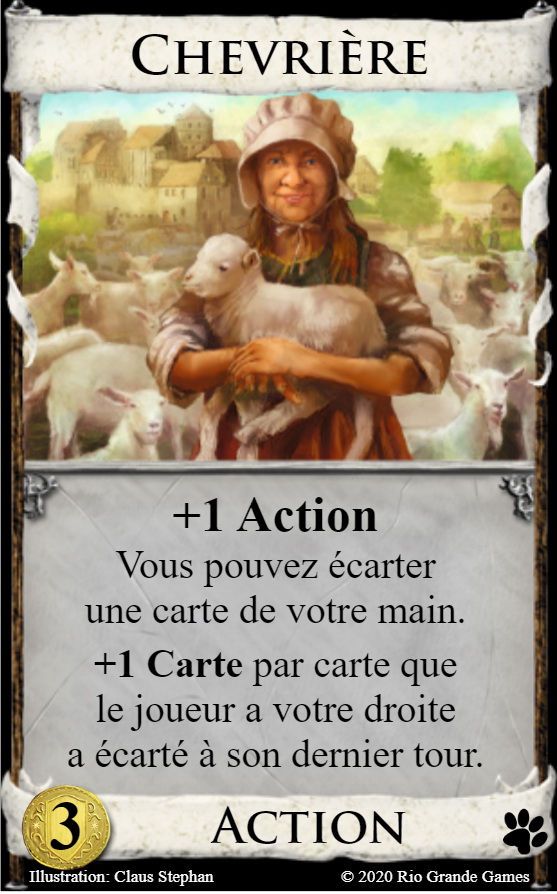 Chevrière
+1 Action
Vous pouvez écarter
une carte de votre main.
+1 Carte par carte que
le joueur a votre droite
a écarté à son dernier tour.
3
Action
Illustration: Claus Stephan
© 2020 Rio Grande Games